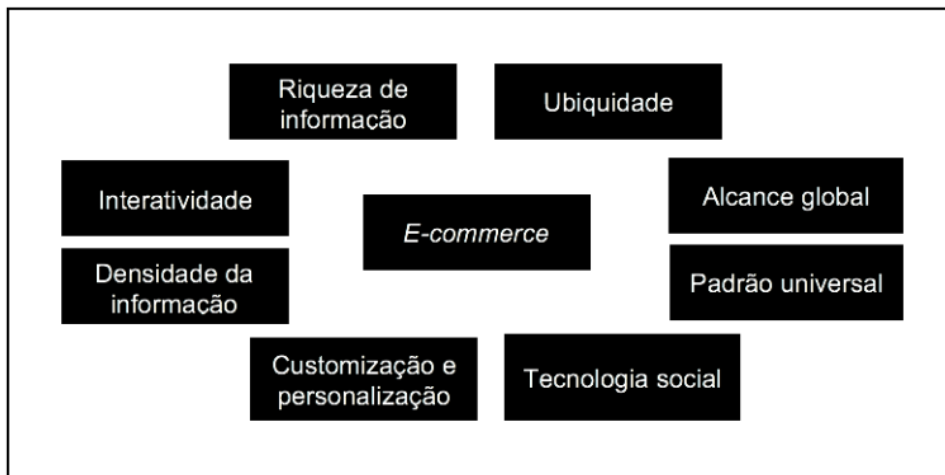 Riqueza de
informação
Ubiquidade
Interatividade
Alcance global
E-commerce
Densidade da
informação
Padrão universal
Customização e
personalização
Tecnologia social